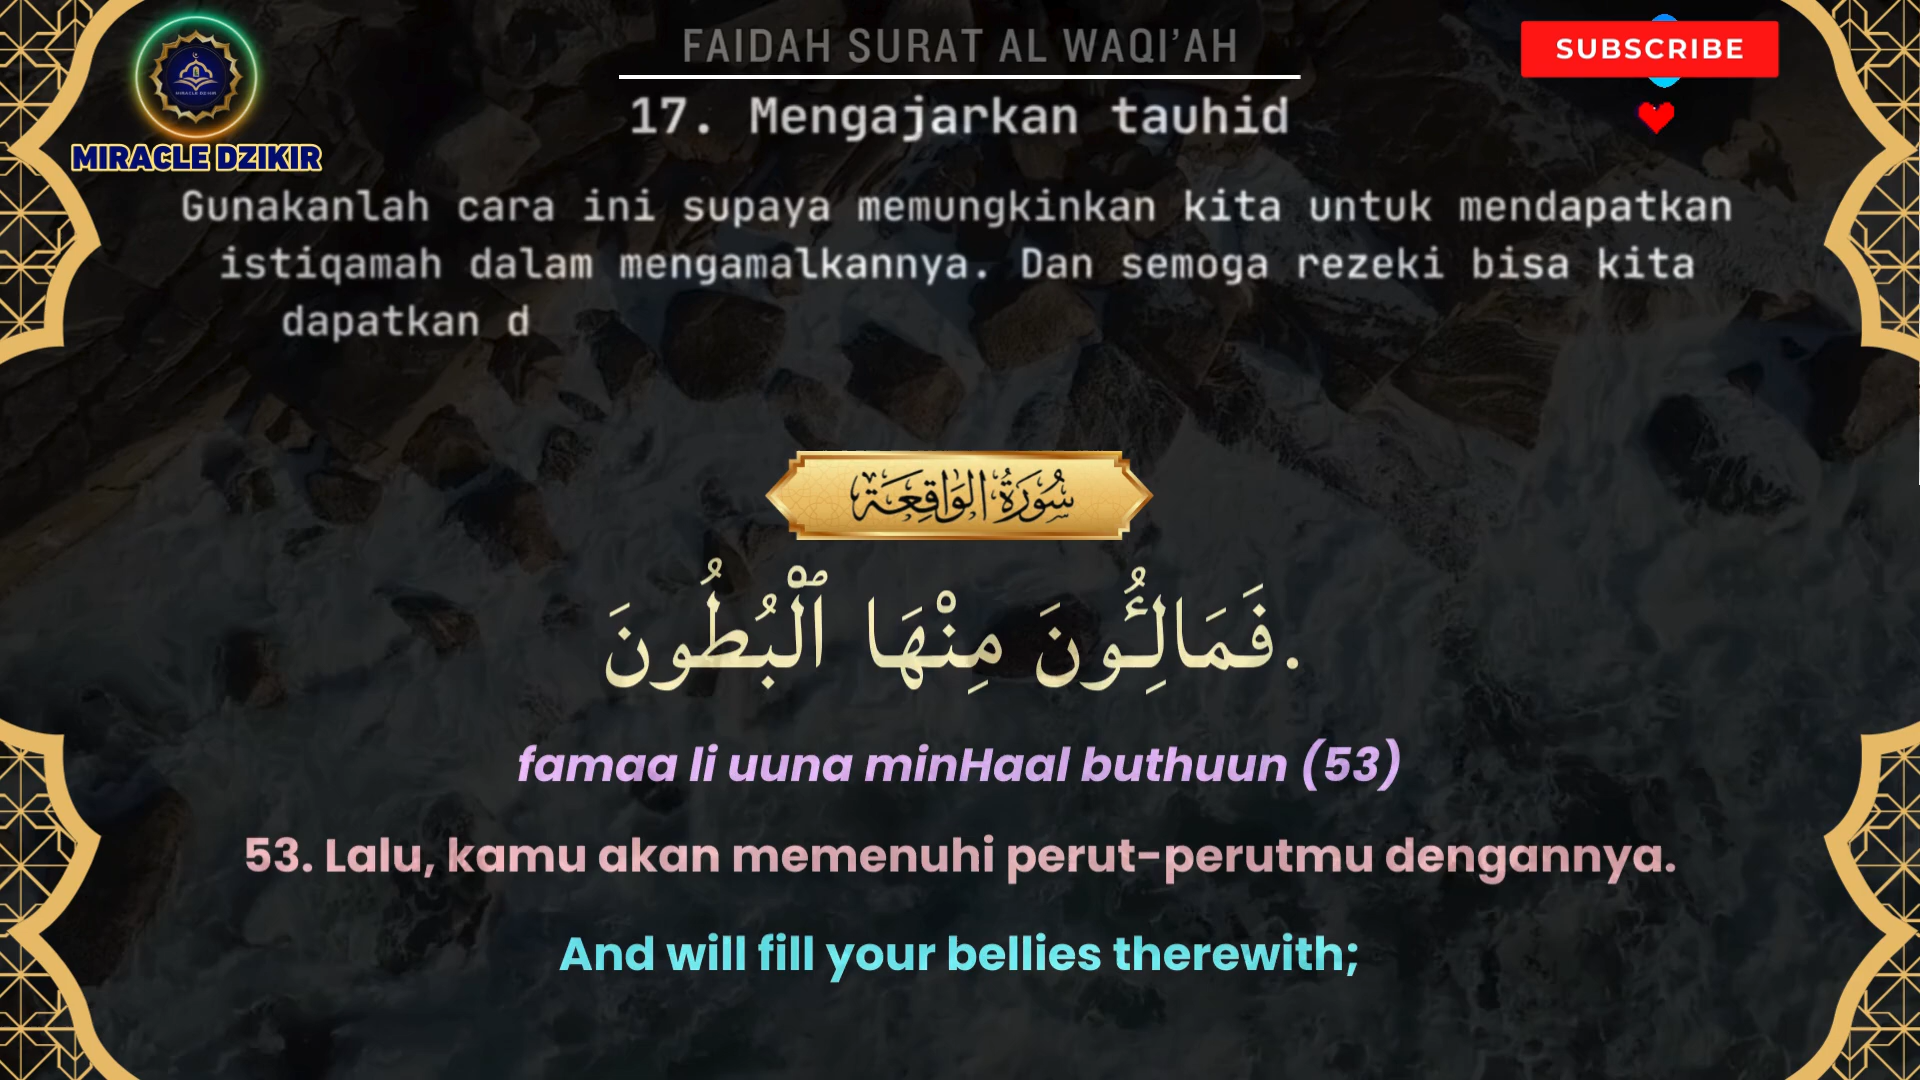 FAIDAH SURAT AL WAQI’AH
SUBSCRIBE
17. Mengajarkan tauhid
MIRACLE DZIKIR
Gunakanlah cara ini supaya memungkinkan kita untuk mendapatkan
istiqamah dalam mengamalkannya. Dan semoga rezeki bisa kita
dapatkan d
سُورَةُ الوَاقِعَة
فَمَالِـُٔونَ مِنْهَا ٱلْبُطُونَ.
famaa li uuna minHaal buthuun (53)
53. Lalu, kamu akan memenuhi perut-perutmu dengannya.
And will fill your bellies therewith;